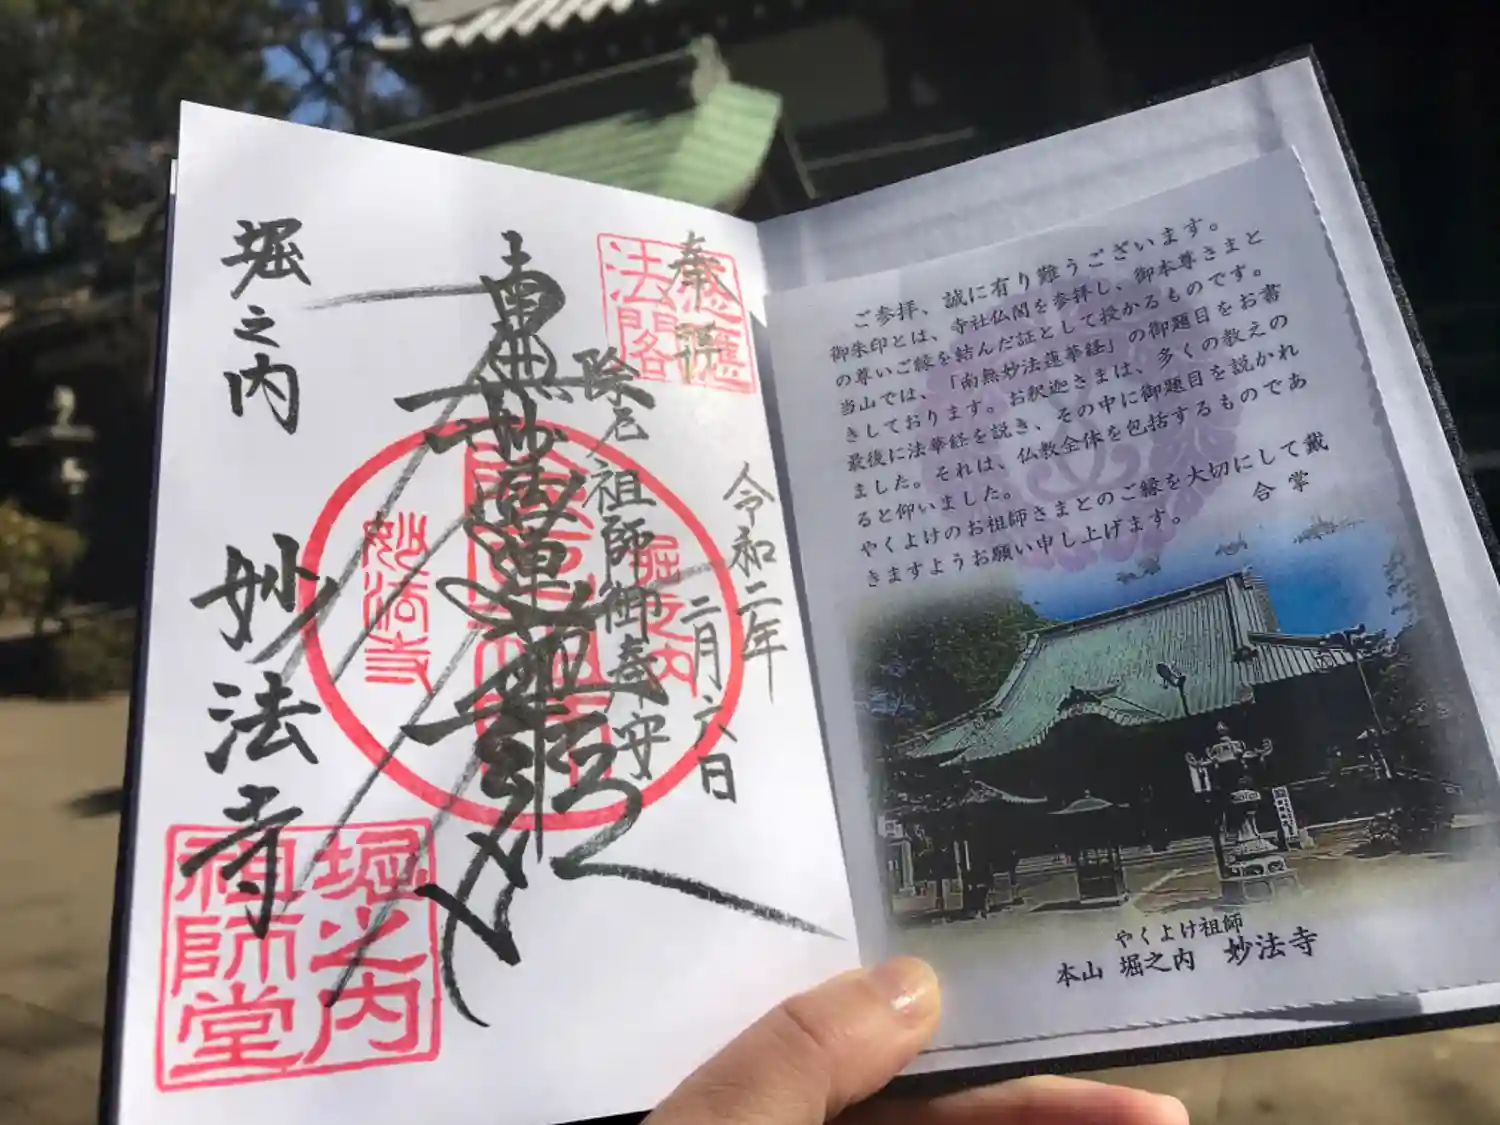 奉拝
令和二年
二月六日
除厄祖師御奉守
南無妙法蓮華経
堀之内
妙法寺
堀之内
妙法寺
堀之内
祖師堂
ご参拝、誠に有り難うございます。
御朱印とは、寺社仏閣を参拝し、御本尊さまと
の尊いご縁を結んだ証として授かるものです。
当山では、「南無妙法蓮華経」の御題目をお書
きしております。お釈迦さまは、多くの教えの
最後に法華経を説き、その中に御題目を説かれ
ました。それは、仏教全体を包括するものであ
ると仰いました。
やくよけのお祖師さまとのご縁を大切にして戴
きますようお願い申し上げます。
合掌
やくよけ祖師
本山 堀之内 妙法寺